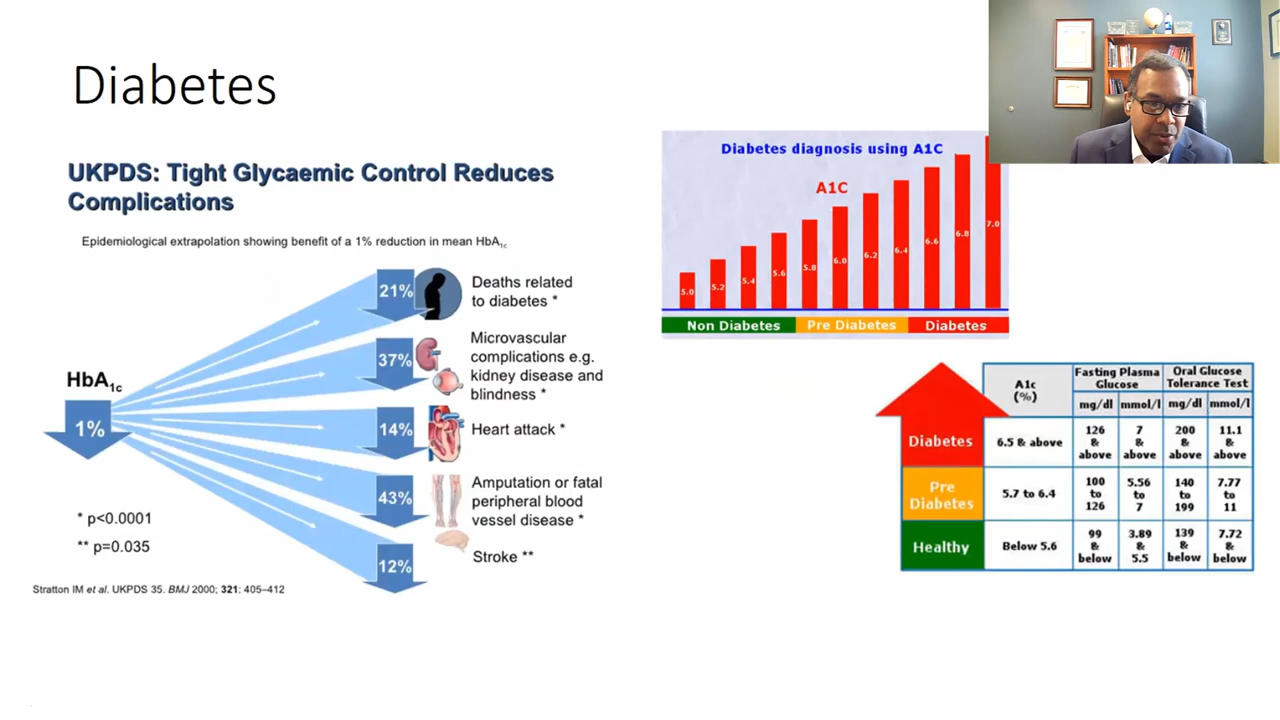 Diabetes
UKPDS: Tight Glycaemic Control Reduces
Complications
Epidemiological extrapolation showing benefit of a 1% reduction in mean HbA1c
HbA1c
1%
21%
Deaths related
to diabetes *
37%
Microvascular
complications e.g.
kidney disease and
blindness *
14%
Heart attack *
43%
Amputation or fatal
peripheral blood
vessel disease *
12%
Stroke **
* p<0.0001
** p=0.035
Stratton IM et al. UKPDS 35. BMJ 2000; 321: 405–412
Diabetes diagnosis using A1C
A1C
5.0 5.2 5.4 5.6 5.8 6.0 6.2 6.4 6.6 6.8 7.0
Non Diabetes Pre Diabetes Diabetes
A1c
(%)
Fasting Plasma
Glucose
Oral Glucose
Tolerance Test
mg/dl mmol/l mg/dl mmol/l
Diabetes
6.5 & above
126
&
above
7
&
above
200
&
above
11.1
&
above
Pre
Diabetes
5.7 to 6.4
100
to
126
5.56
to
7
140
to
199
7.77
to
11
Healthy
Below 5.6
99
&
below
3.89
&
5.5
139
&
below
7.72
&
below